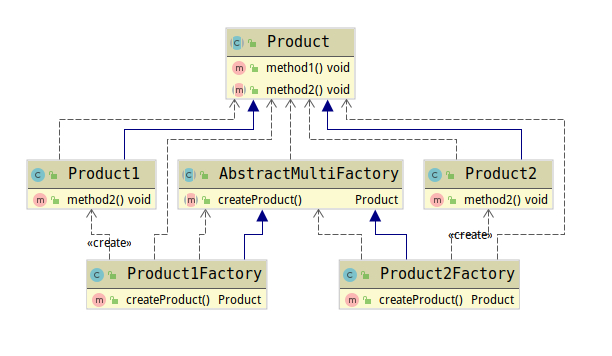 Product
method1() void
method2() void
Product1
method2() void
AbstractMultiFactory
createProduct() Product
Product2
method2() void
«create»
«create»
Product1Factory
createProduct() Product
Product2Factory
createProduct() Product